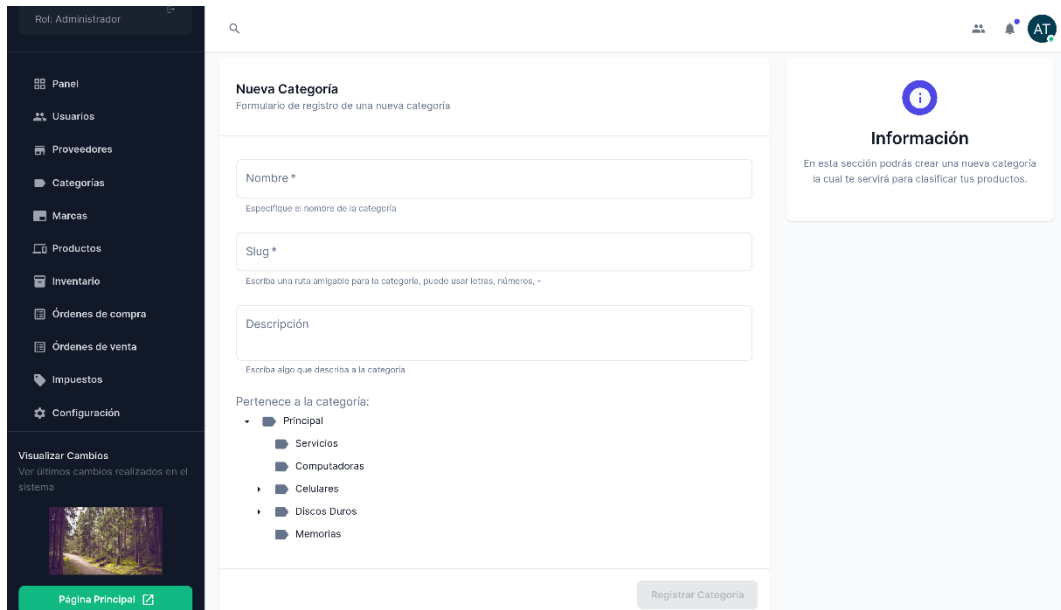 Rol: Administrador
Panel
Usuarios
Proveedores
Categorías
Marcas
Productos
Inventario
Órdenes de compra
Órdenes de venta
Impuestos
Configuración
Visualizar Cambios
Ver últimos cambios realizados en el
sistema
Página Principal
AT
Nueva Categoría
Formulario de registro de una nueva categoría
Nombre *
Especifique el nombre de la categoría
Slug *
Escriba una ruta amigable para la categoría, puede usar letras, números, -
Descripción
Escriba algo que describa a la categoría
Pertenece a la categoría:
Principal
Servicios
Computadoras
Celulares
Discos Duros
Memorias
Registrar Categoría
Información
En esta sección podrás crear una nueva categoría
la cual te servirá para clasificar tus productos.